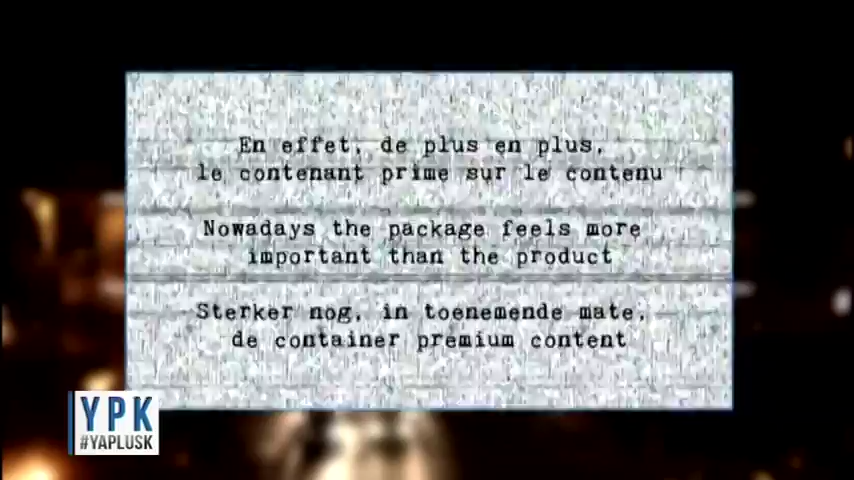 En effet, de plus en plus,
le contenant prime sur le contenu
Nowadays the package feels more
important than the product
Sterker nog, in toenemende mate,
de container premium content
YPK
#YAPLUSK